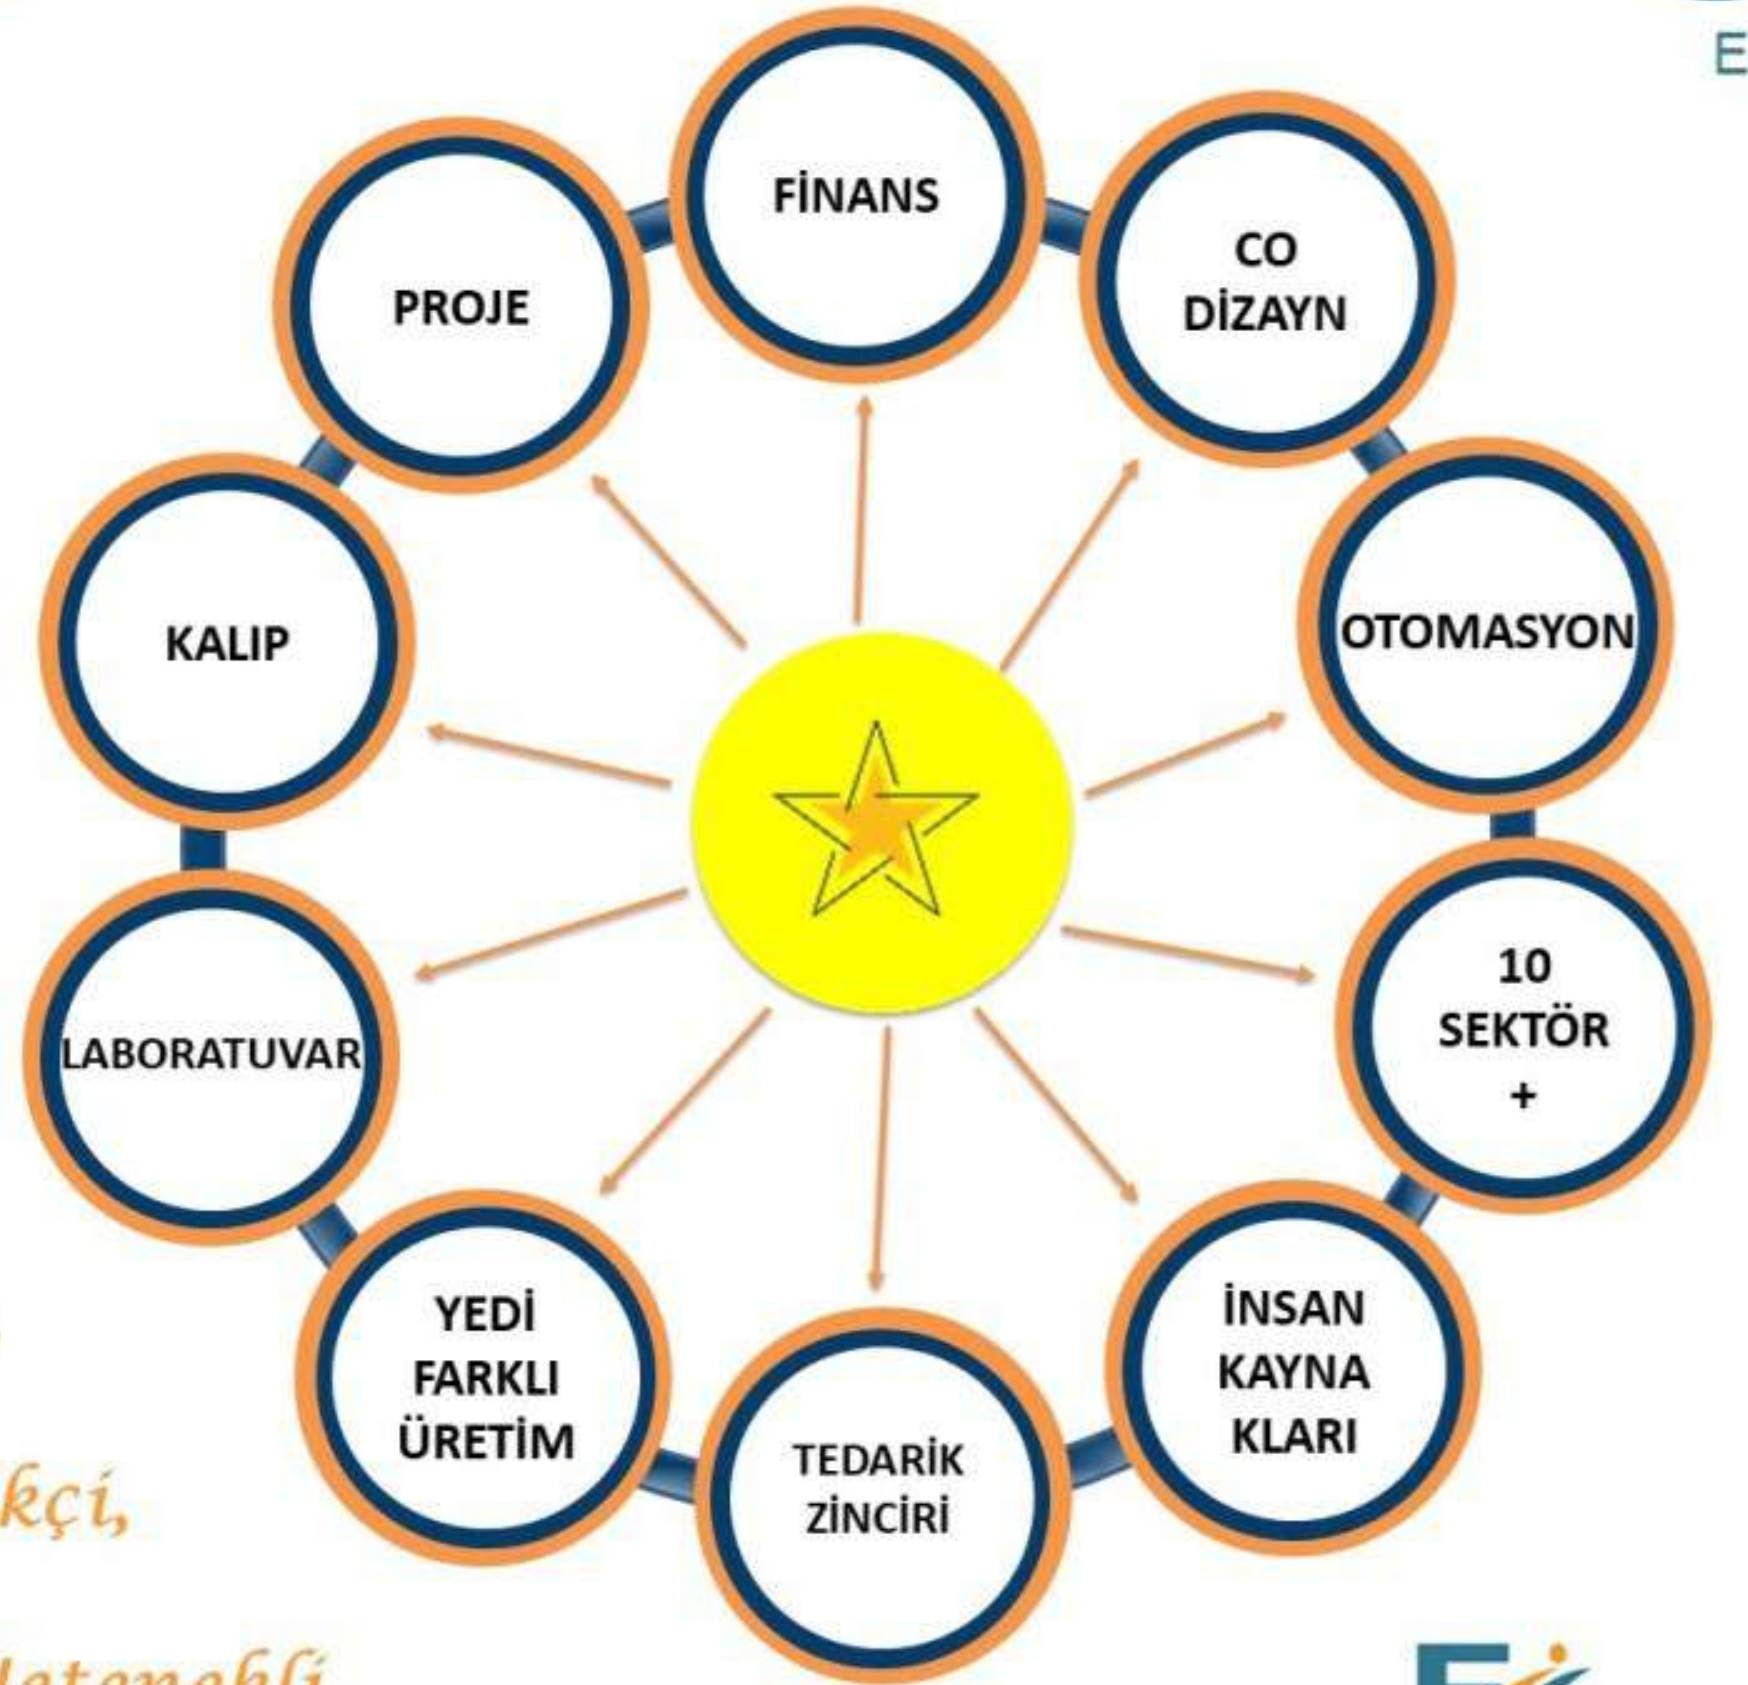 E
FİNANS
CO
DİZAYN
PROJE
OTOMASYON
KALIP
10
SEKTÖR
+
LABORATUVAR
İNSAN
KAYNA
KLARI
YEDİ
FARKLI
ÜRETİM
TEDARİK
ZİNCİRİ
kçi,